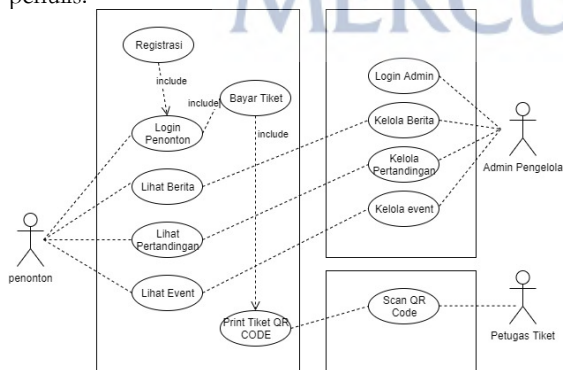 penulis.
MERCU
Registrasi
include
Login
Penonton
include
Bayar Tiket
include
Lihat Berita
Lihat
Pertandingan
Lihat Event
Print Tiket QR
CODE
penonton
Login Admin
Kelola Berita
Kelola
Pertandingan
Kelola event
Admin Pengelola
Scan QR
Code
Petugas Tiket